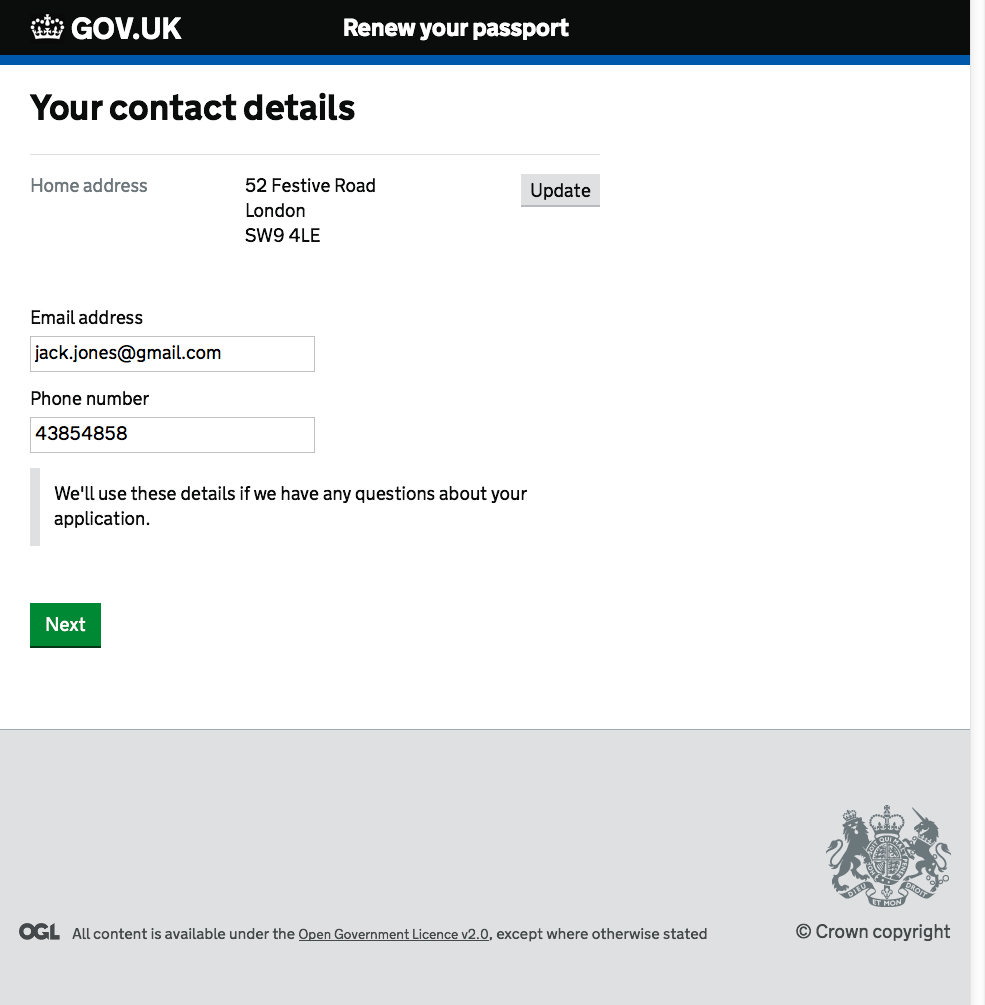 GOV.UK Renew your passport
Your contact details
Home address 52 Festive Road Update
London
SW9 4LE
Email address
jack.jones@gmail.com
Phone number
43854858
We'll use these details if we have any questions about your
application.
Next
DIEU ET MON DROIT
OGL All content is available under the Open Government Licence v2.0, except where otherwise stated © Crown copyright